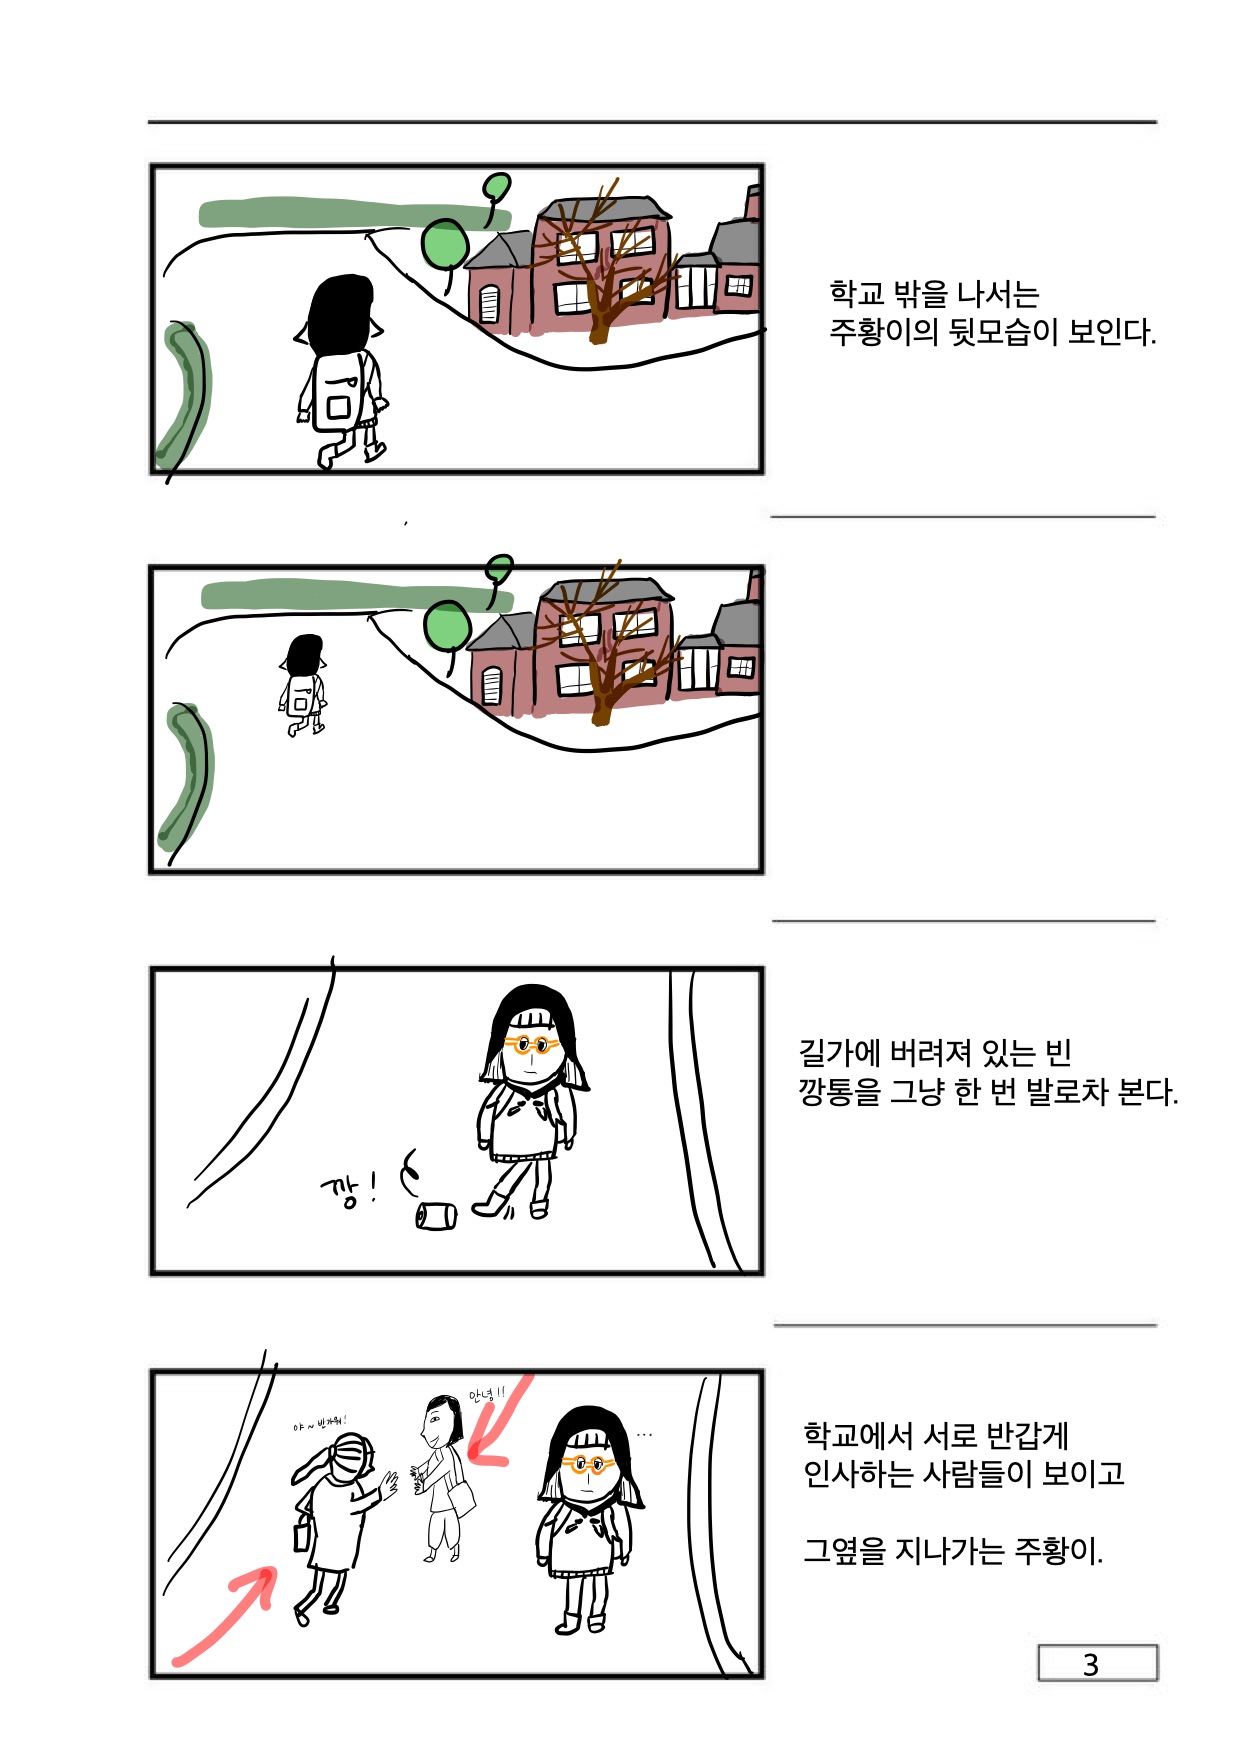 학교 밖을 나서는
주황이의 뒷모습이 보인다.
길가에 버려져 있는 빈
깡통을 그냥 한 번 발로차 본다.
깡!
야~반가워!
안녕!!
...
학교에서 서로 반갑게
인사하는 사람들이 보이고
그옆을 지나가는 주황이.
3